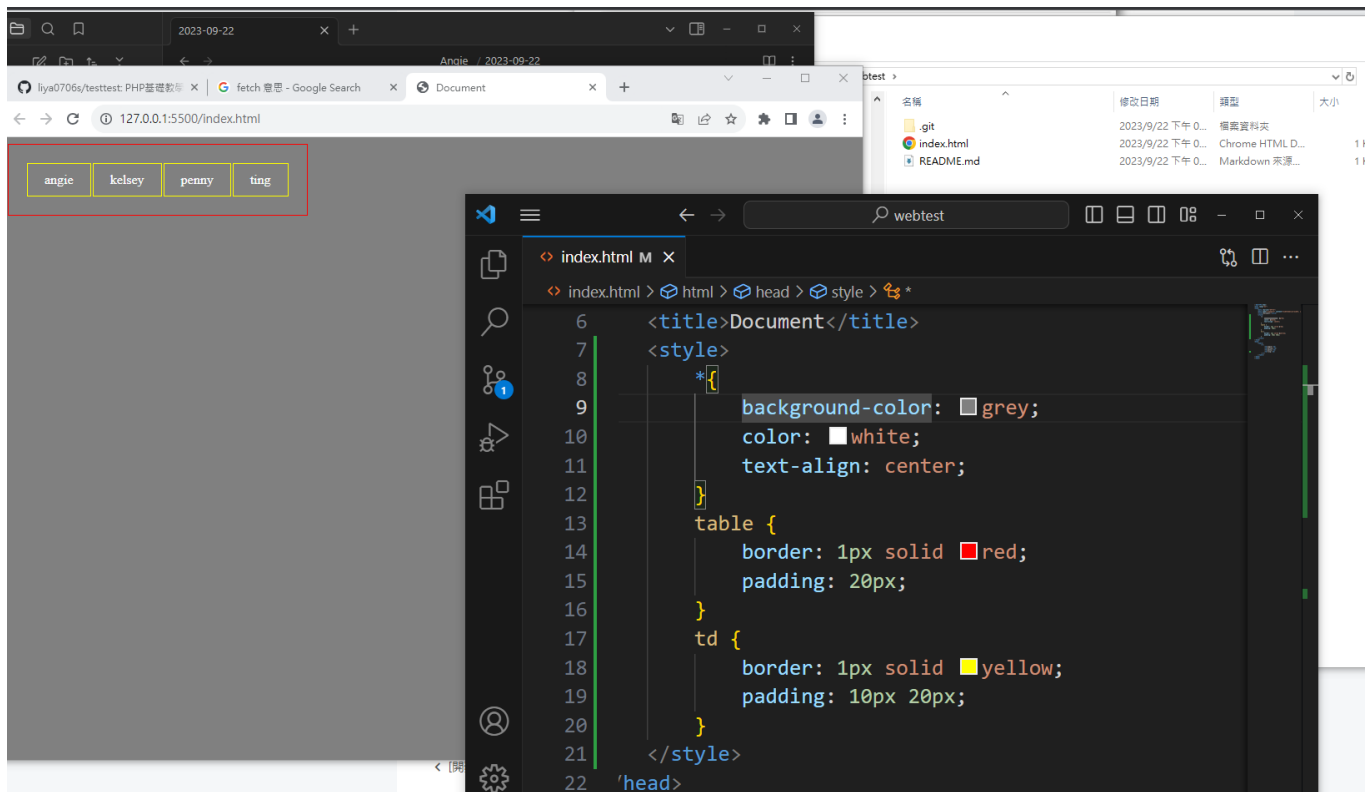 2023-09-22
Angie / 2023-09-22
liya0706s/testtest: PHP基礎教學
fetch 意思 - Google Search
Document
127.0.0.1:5500/index.html
angie kelsey penny ting
btest
名稱 修改日期 類型 大小
.git 2023/9/22 下午 0... 檔案資料夾
index.html 2023/9/22 下午 0... Chrome HTML D... 1
README.md 2023/9/22 下午 0... Markdown 來源... 1
webtest
index.html M
index.html > html > head > style > *
6 <title>Document</title>
7 <style>
8 *{
9 background-color: grey;
10 color: white;
11 text-align: center;
12 }
13 table {
14 border: 1px solid red;
15 padding: 20px;
16 }
17 td {
18 border: 1px solid yellow;
19 padding: 10px 20px;
20 }
21 </style>
22 /head>
1
[開